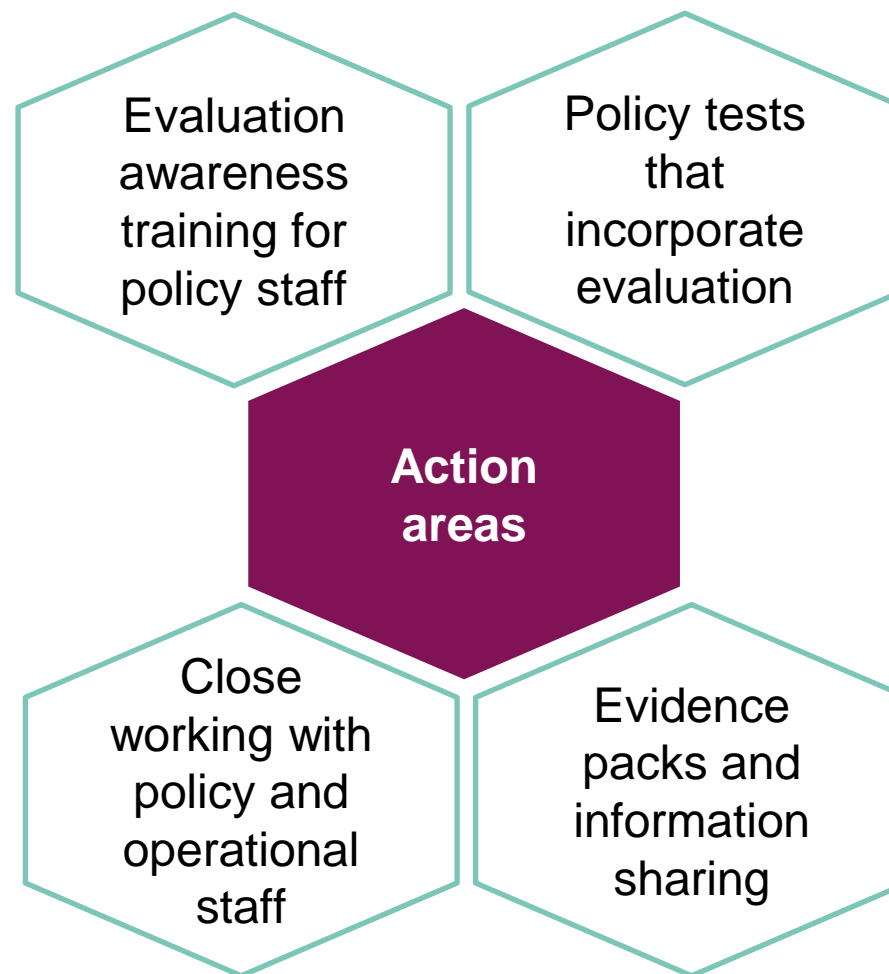 Evaluation
awareness
training for
policy staff
Policy tests
that
incorporate
evaluation
Action
areas
Close
working with
policy and
operational
staff
Evidence
packs and
information
sharing